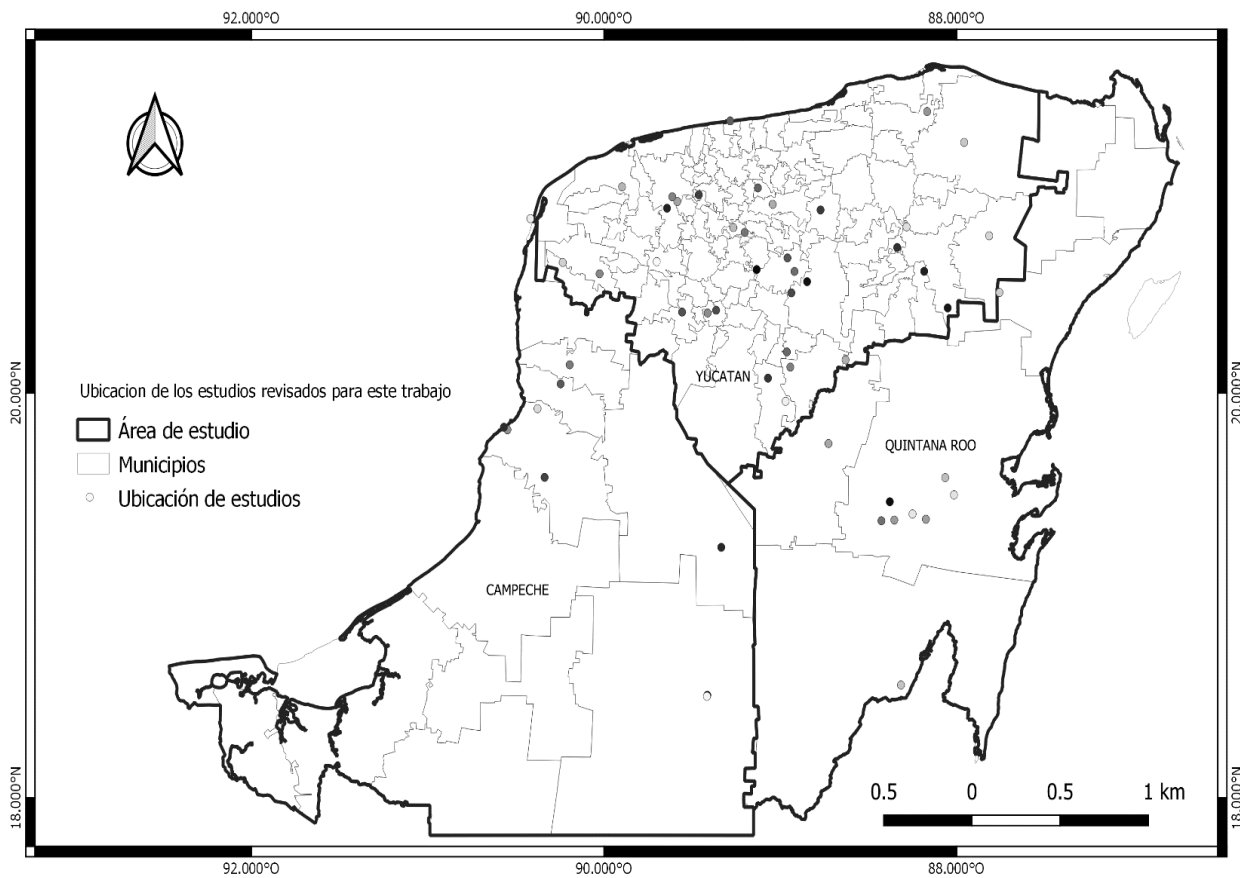 92.000°O
90.000°O
88.000°O
20.000°N
20.000°N
YUCATAN
Ubicacion de los estudios revisados para este trabajo
Área de estudio
Municipios
Ubicación de estudios
QUINTANA ROO
CAMPECHE
18.000°N
18.000°N
0.5 0 0.5 1 km
92.000°O
90.000°O
88.000°O